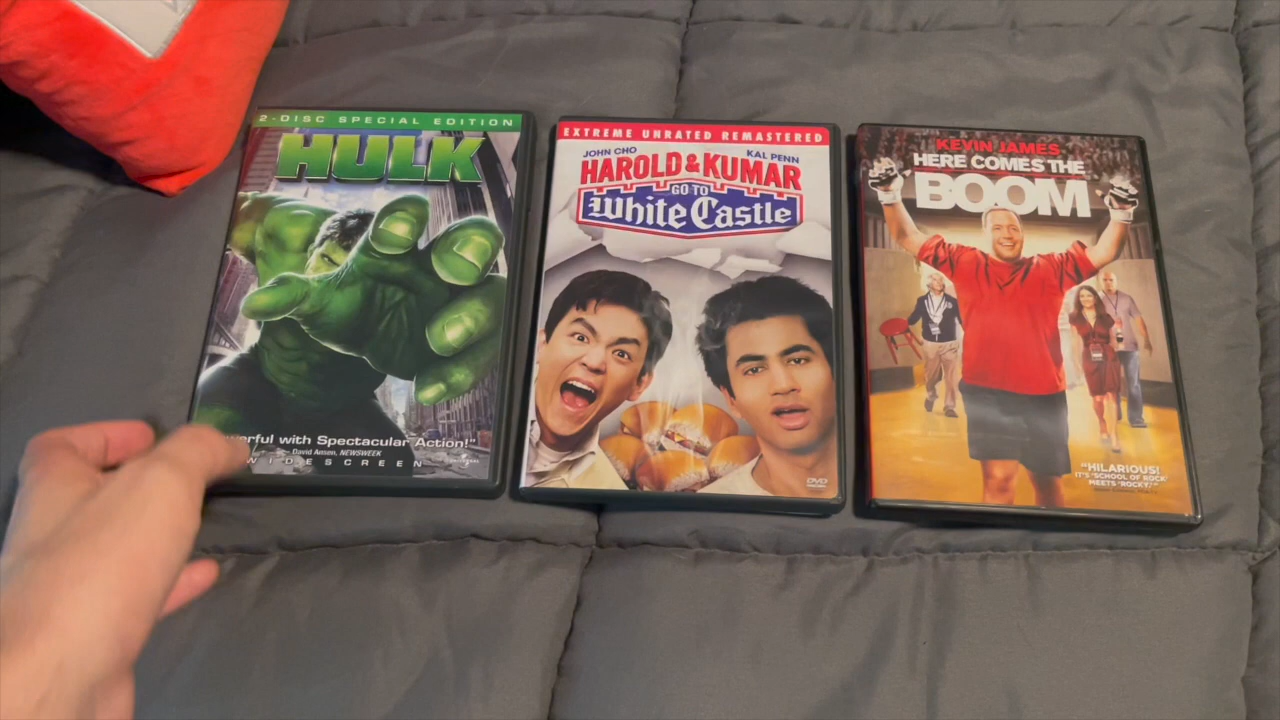 2-DISC SPECIAL EDITION
HULK
erful with Spectacular Action!"
David Ansen, NEWSWEEK
WIDESCREEN
UNIVERSAL
EXTREME UNRATED REMASTERED
JOHN CHO
KAL PENN
HAROLD & KUMAR
GO TO
White Castle
DVD
KEVIN JAMES
HERE COMES THE
BOOM
"HILARIOUS!
IT'S 'SCHOOL OF ROCK'
MEETS 'ROCKY.'"